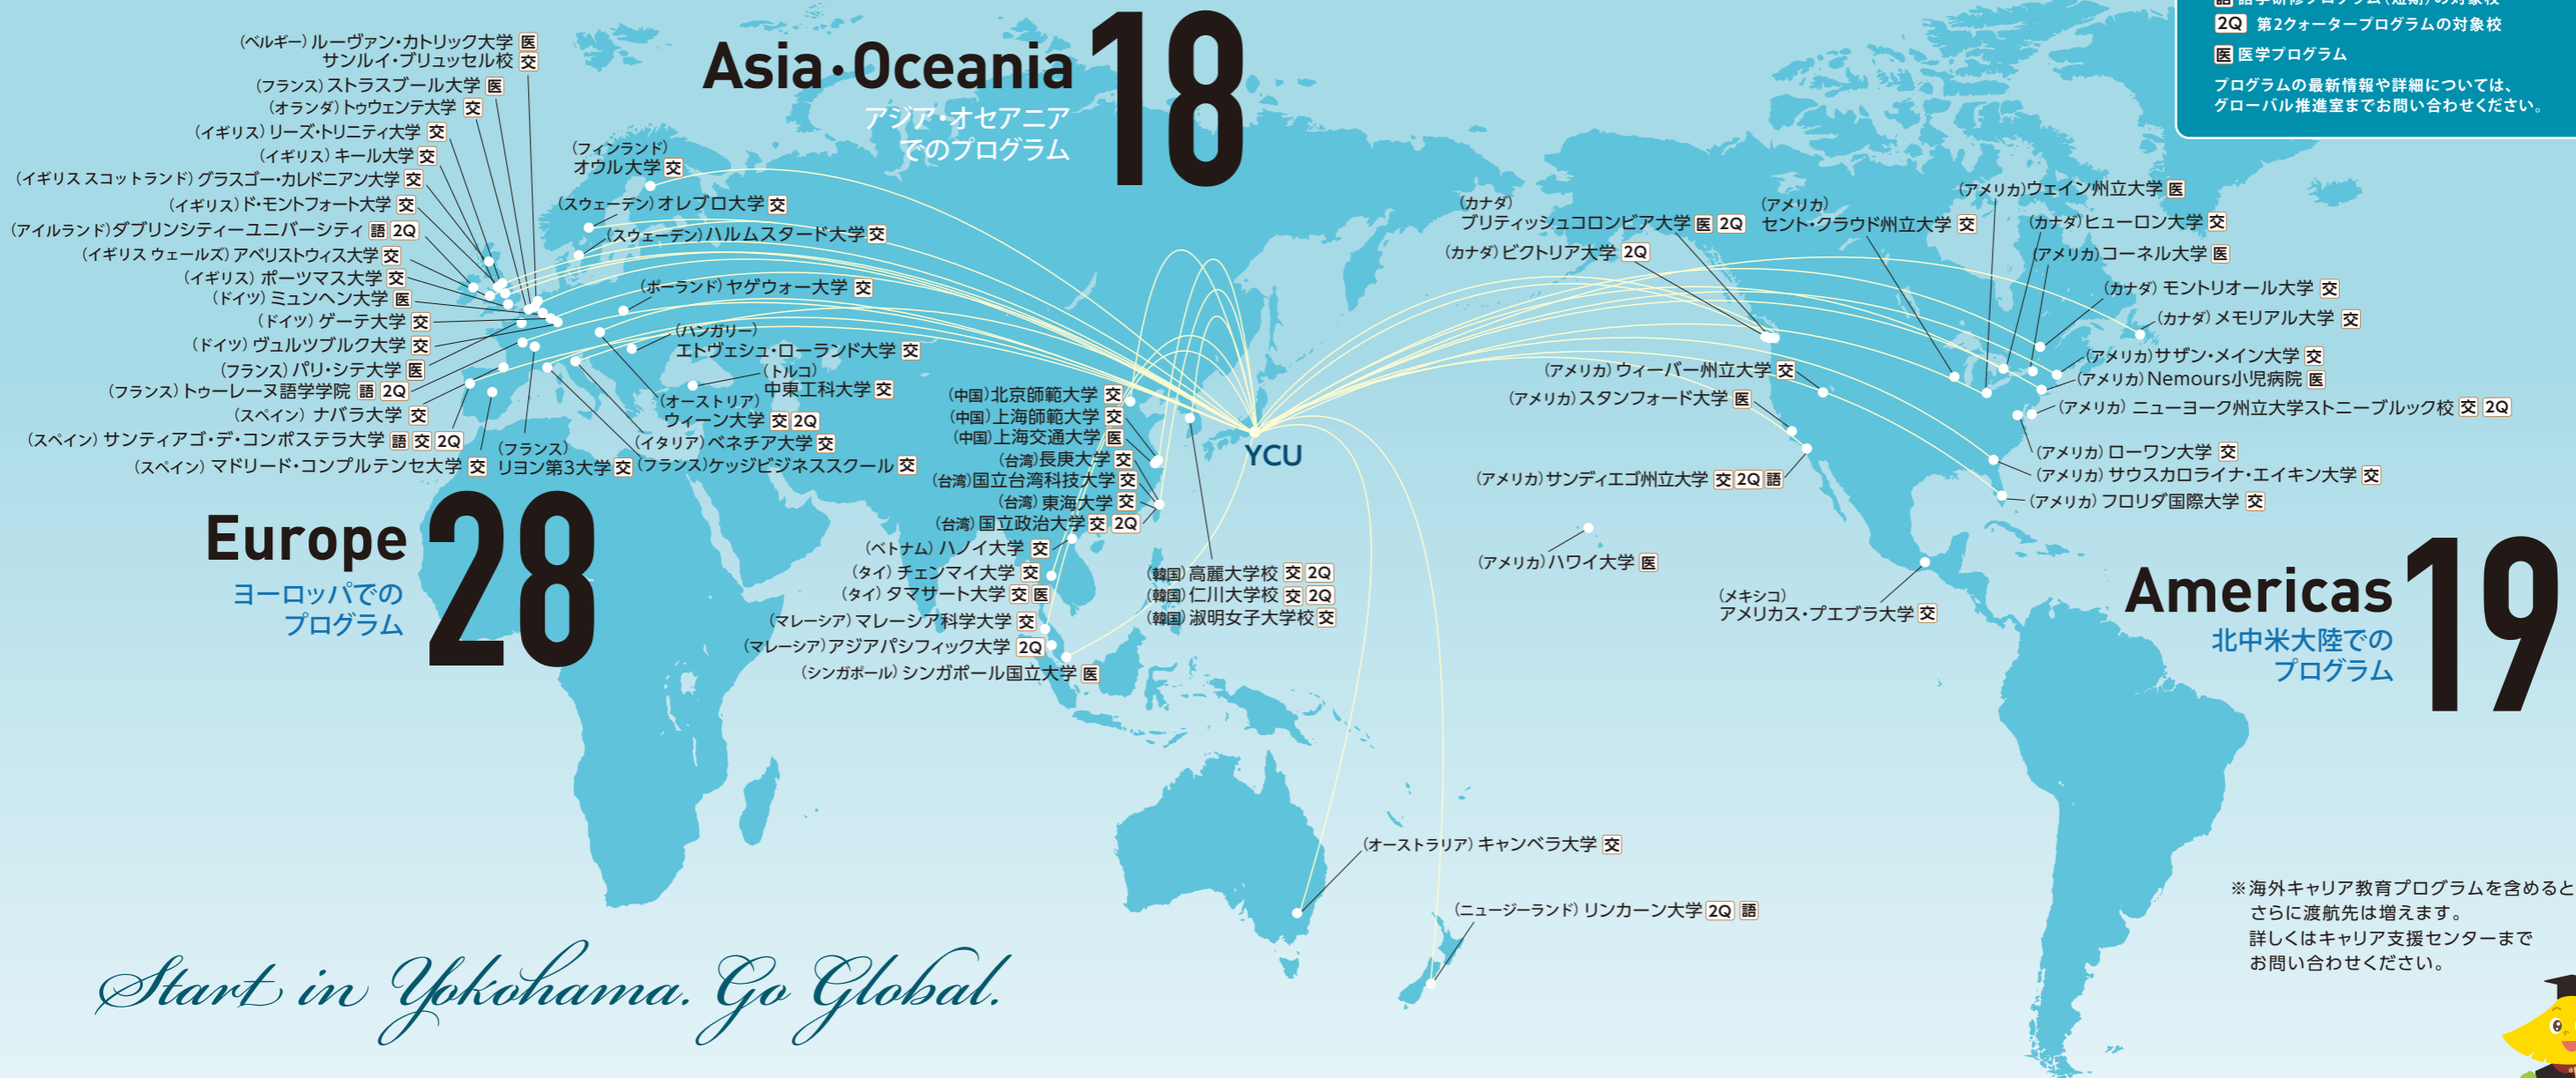 (ベルギー)ルーヴァン・カトリック大学 医
サンルイ・ブリュッセル校 交
(フランス)ストラスブール大学 医
(オランダ)トゥウェンテ大学 交
(イギリス)リーズ・トリニティ大学 交
(イギリス)キール大学 交
(イギリス スコットランド)グラスゴー・カレドニアン大学 交
(イギリス)ド・モントフォート大学 交
(アイルランド)ダブリンシティーユニバーシティ 語 2Q
(イギリス ウェールズ)アベリストウィス大学 交
(イギリス)ポーツマス大学 交
(ドイツ)ミュンヘン大学 医
(ドイツ)ゲーテ大学 交
(ドイツ)ヴュルツブルク大学 交
(フランス)パリ・シテ大学 医
(フランス)トゥーレーヌ語学学院 語 2Q
(スペイン)ナバラ大学 交
(スペイン)サンティアゴ・デ・コンポステラ大学 語 交 2Q
(スペイン)マドリード・コンプルテンセ大学 交
(フランス)
リヨン第3大学 交
(フランス)ケッジビジネススクール 交
(イタリア)ベネチア大学 交
(オーストリア)
ウィーン大学 交 2Q
(トルコ)
中東工科大学 交
(ハンガリー)
エトヴェシュ・ローランド大学 交
(ポーランド)ヤゲウォー大学 交
(スウェーデン)ハルムスタード大学 交
(スウェーデン)オレブロ大学 交
(フィンランド)
オウル大学 交
Europe 28
ヨーロッパでの
プログラム
Asia・Oceania 18
アジア・オセアニア
でのプログラム
YCU
(中国)北京師範大学 交
(中国)上海師範大学 交
(中国)上海交通大学 医
(台湾)長庚大学 交
(台湾)国立台湾科技大学 交
(台湾)東海大学 交
(台湾)国立政治大学 交 2Q
(ベトナム)ハノイ大学 交
(タイ)チェンマイ大学 交
(タイ)タマサート大学 交 医
(マレーシア)マレーシア科学大学 交
(マレーシア)アジアパシフィック大学 2Q
(シンガポール)シンガポール国立大学 医
(韓国)高麗大学校 交 2Q
(韓国)仁川大学校 交 2Q
(韓国)淑明女子大学校 交
(オーストラリア)キャンベラ大学 交
(ニュージーランド)リンカーン大学 2Q 語
(カナダ)
ブリティッシュコロンビア大学 医 2Q
(カナダ)ビクトリア大学 2Q
(アメリカ)
セント・クラウド州立大学 交
(アメリカ)ウェイン州立大学 医
(カナダ)ヒューロン大学 交
(アメリカ)コーネル大学 医
(カナダ)モントリオール大学 交
(カナダ)メモリアル大学 交
(アメリカ)サザン・メイン大学 交
(アメリカ)Nemours小児病院 医
(アメリカ)ニューヨーク州立大学ストニーブルック校 交 2Q
(アメリカ)ローワン大学 交
(アメリカ)サウスカロライナ・エイキン大学 交
(アメリカ)フロリダ国際大学 交
(アメリカ)ウィーバー州立大学 交
(アメリカ)スタンフォード大学 医
(アメリカ)サンディエゴ州立大学 交 2Q 語
(アメリカ)ハワイ大学 医
(メキシコ)
アメリカス・プエブラ大学 交
Americas 19
北中米大陸での
プログラム
語 語学研修プログラム(短期)の対象校
2Q 第2クォータープログラムの対象校
医 医学プログラム
プログラムの最新情報や詳細については、
グローバル推進室までお問い合わせください。
※海外キャリア教育プログラムを含めると
さらに渡航先は増えます。
詳しくはキャリア支援センターまで
お問い合わせください。
Start in Yokohama. Go Global.